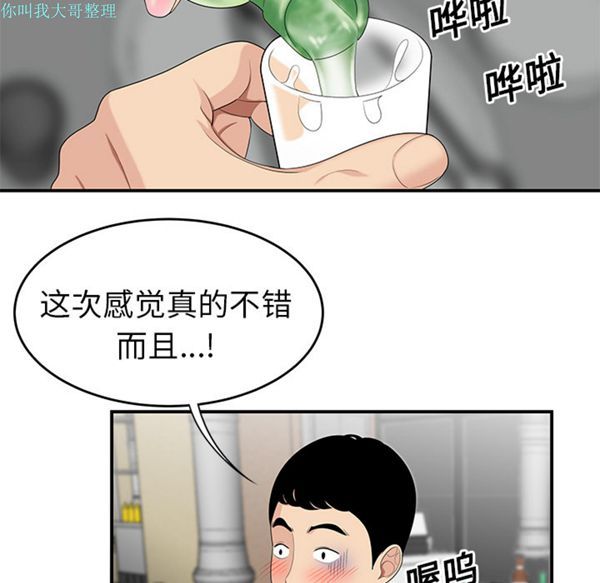 你叫我大哥整理
哗啦
哗啦
这次感觉真的不错
而且...!
喔呜